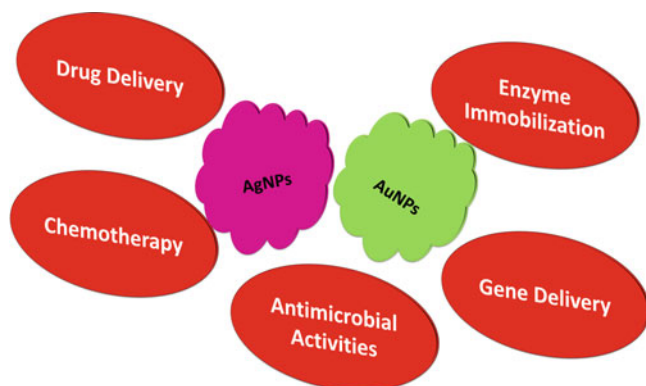 Drug Delivery
Enzyme
Immobilization
AgNPs
AuNPs
Chemotherapy
Gene Delivery
Antimicrobial
Activities